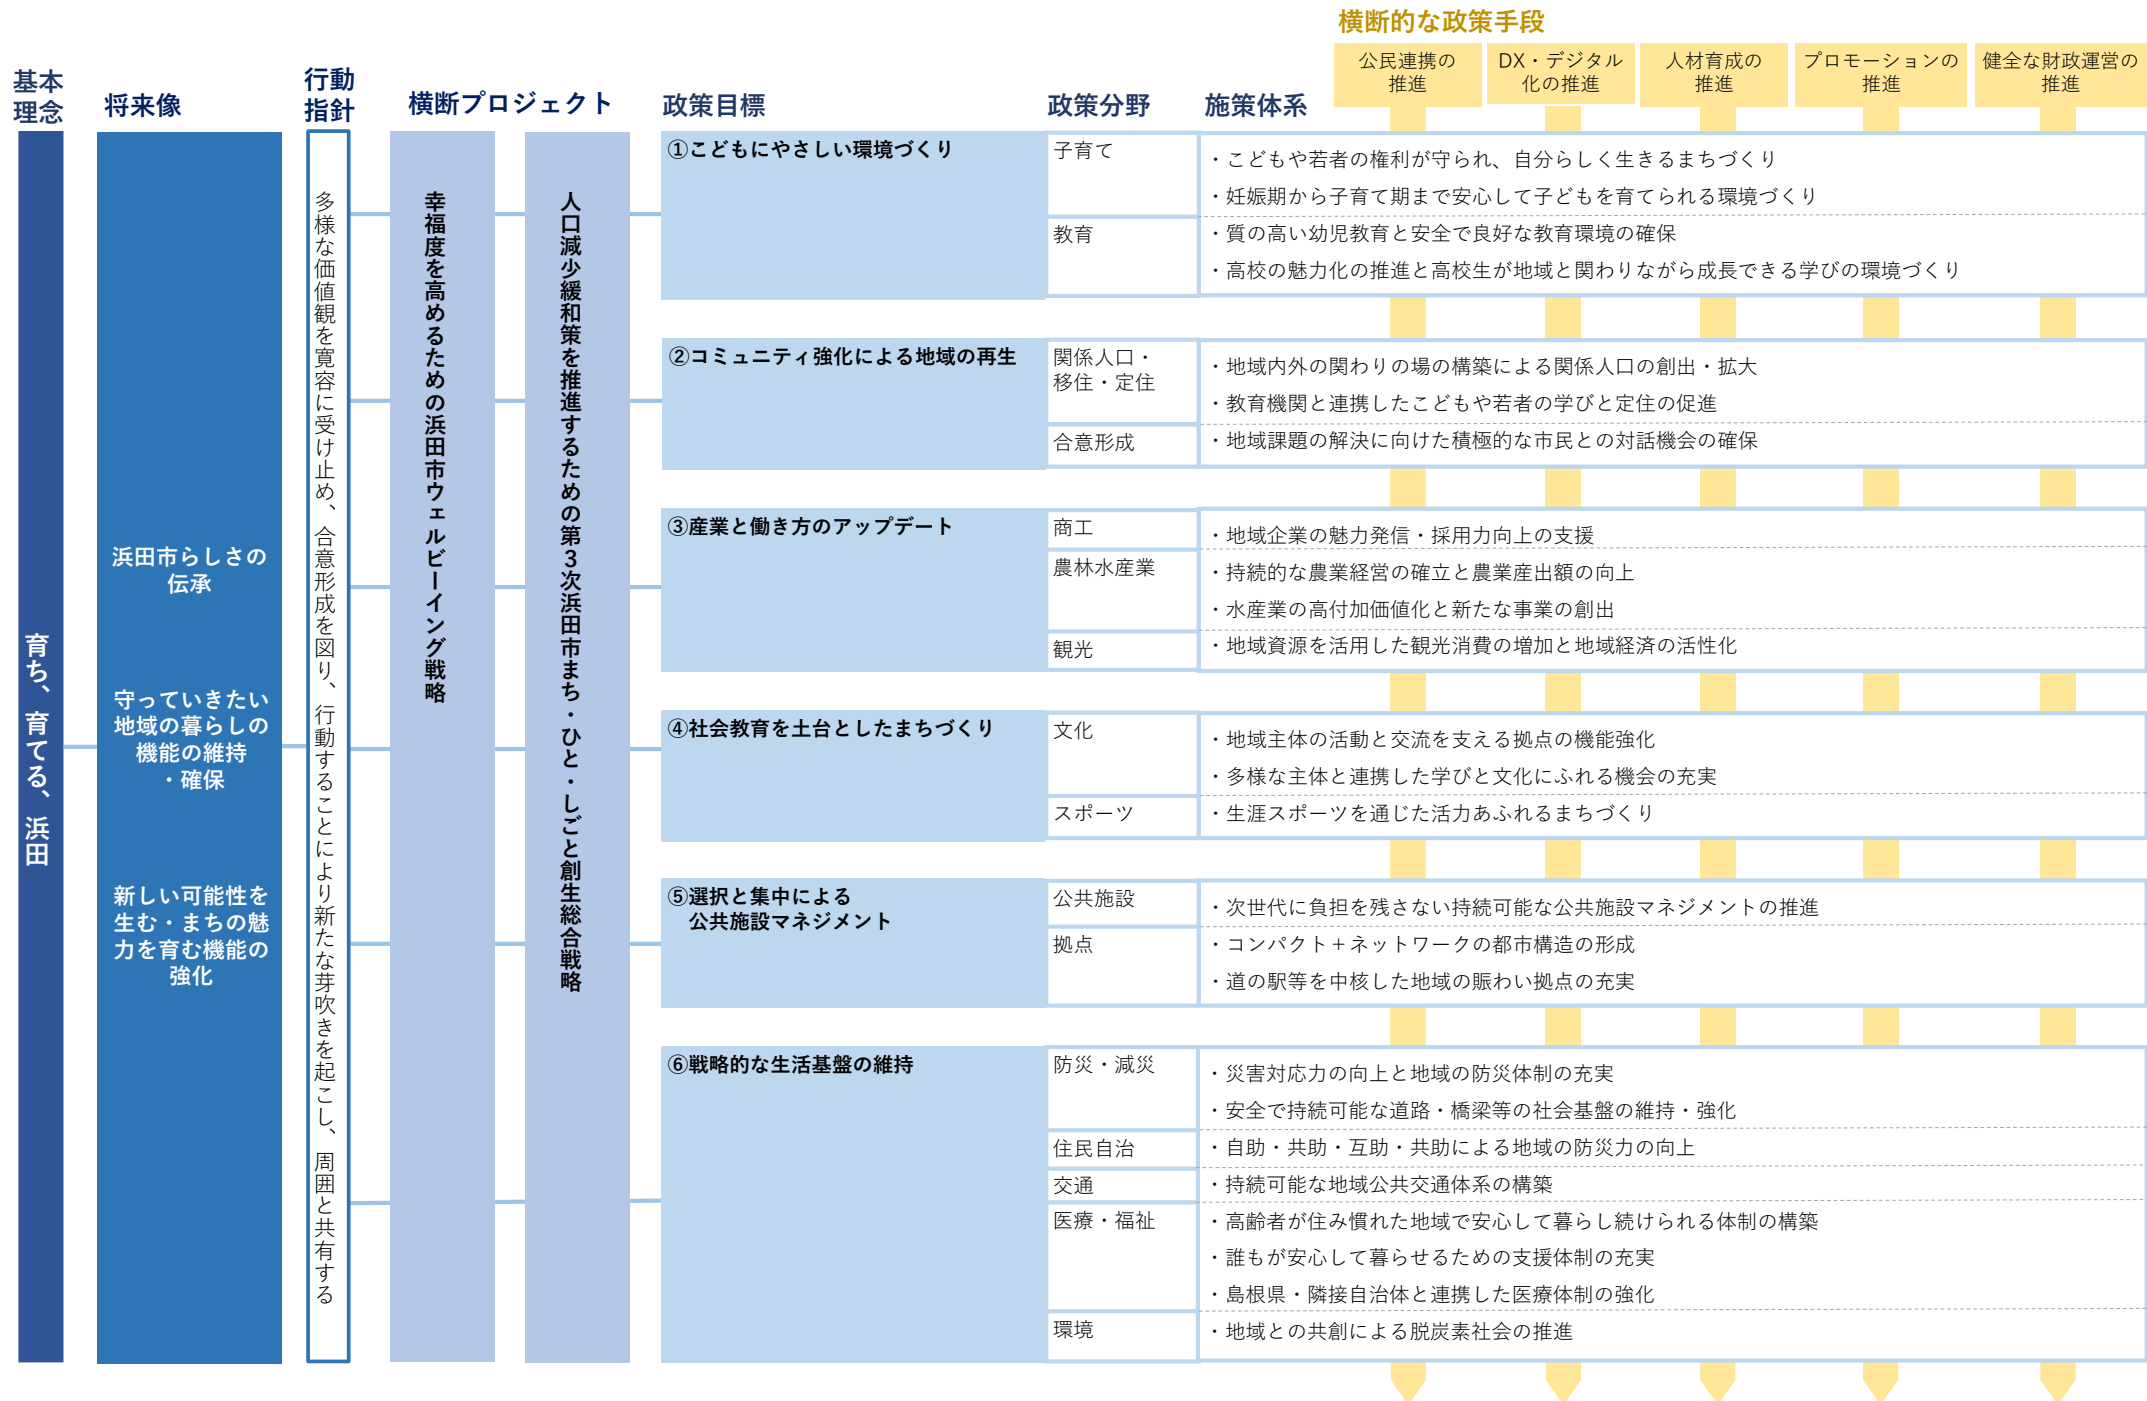 横断的な政策手段
公民連携の
推進
DX・デジタル
化の推進
人材育成の
推進
プロモーションの
推進
健全な財政運営の
推進
基本
理念
将来像
行動
指針
横断プロジェクト
政策目標
政策分野
施策体系
育ち、育てる、浜田
浜田市らしさの
伝承
守っていきたい
地域の暮らしの
機能の維持
・確保
新しい可能性を
生む・まちの魅
力を育む機能の
強化
多様な価値観を寛容に受け止め、合意形成を図り、行動することにより新たな芽吹きを起こし、周囲と共有する
幸福度を高めるための浜田市ウェルビーイング戦略
人口減少緩和策を推進するための第3次浜田市まち・ひと・しごと創生総合戦略
①こどもにやさしい環境づくり
子育て
・こどもや若者の権利が守られ、自分らしく生きるまちづくり
・妊娠期から子育て期まで安心して子どもを育てられる環境づくり
教育
・質の高い幼児教育と安全で良好な教育環境の確保
・高校の魅力化の推進と高校生が地域と関わりながら成長できる学びの環境づくり
②コミュニティ強化による地域の再生
関係人口・
移住・定住
・地域内外の関わりの場の構築による関係人口の創出・拡大
・教育機関と連携したこどもや若者の学びと定住の促進
合意形成
・地域課題の解決に向けた積極的な市民との対話機会の確保
③産業と働き方のアップデート
商工
・地域企業の魅力発信・採用力向上の支援
農林水産業
・持続的な農業経営の確立と農業産出額の向上
・水産業の高付加価値化と新たな事業の創出
観光
・地域資源を活用した観光消費の増加と地域経済の活性化
④社会教育を土台としたまちづくり
文化
・地域主体の活動と交流を支える拠点の機能強化
・多様な主体と連携した学びと文化にふれる機会の充実
スポーツ
・生涯スポーツを通じた活力あふれるまちづくり
⑤選択と集中による
公共施設マネジメント
公共施設
・次世代に負担を残さない持続可能な公共施設マネジメントの推進
拠点
・コンパクト＋ネットワークの都市構造の形成
・道の駅等を中核した地域の賑わい拠点の充実
⑥戦略的な生活基盤の維持
防災・減災
・災害対応力の向上と地域の防災体制の充実
・安全で持続可能な道路・橋梁等の社会基盤の維持・強化
住民自治
・自助・共助・互助・共助による地域の防災力の向上
交通
・持続可能な地域公共交通体系の構築
医療・福祉
・高齢者が住み慣れた地域で安心して暮らし続けられる体制の構築
・誰もが安心して暮らせるための支援体制の充実
・島根県・隣接自治体と連携した医療体制の強化
環境
・地域との共創による脱炭素社会の推進